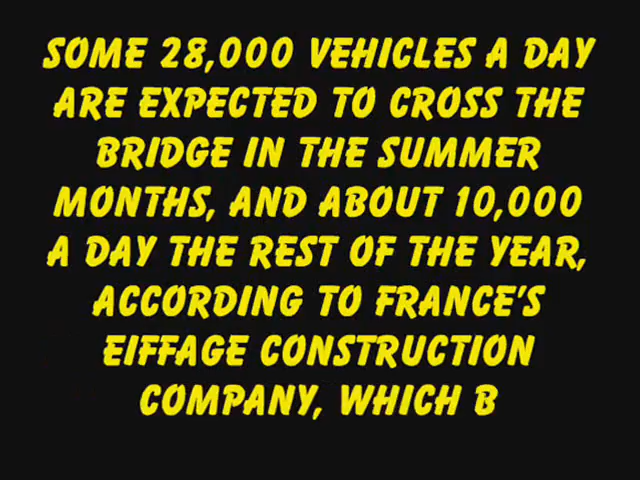 SOME 28,000 VEHICLES A DAY
ARE EXPECTED TO CROSS THE
BRIDGE IN THE SUMMER
MONTHS, AND ABOUT 10,000
A DAY THE REST OF THE YEAR,
ACCORDING TO FRANCE'S
EIFFAGE CONSTRUCTION
COMPANY, WHICH B